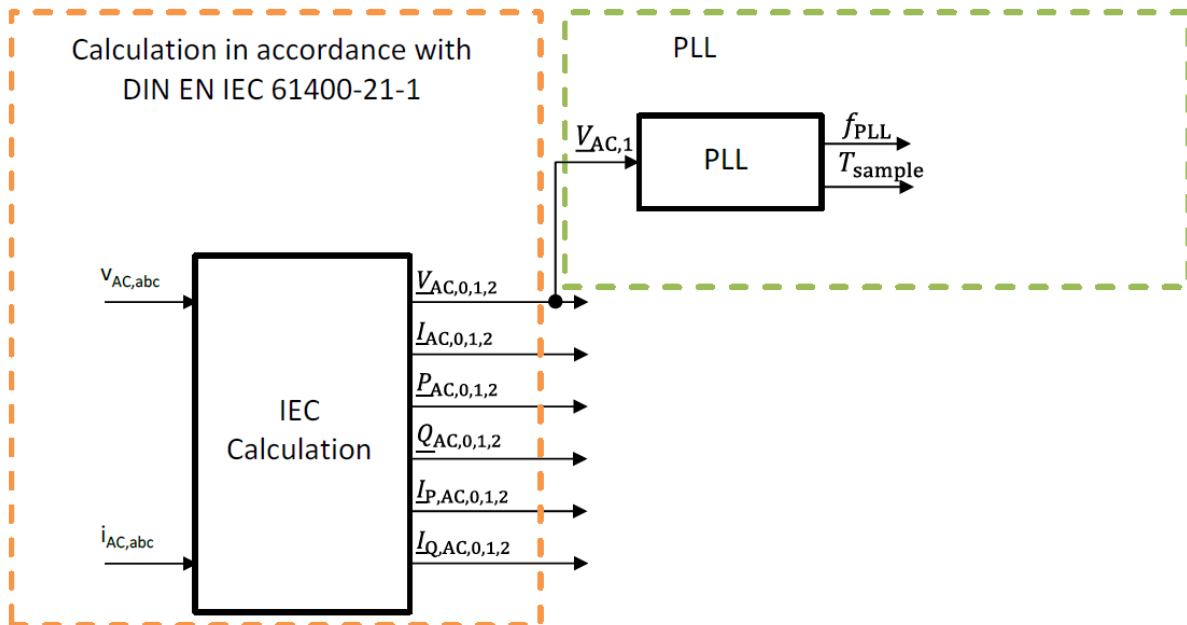 Calculation in accordance with
DIN EN IEC 61400-21-1
PLL
V_AC,1
PLL
f_PLL
T_sample
v_AC,abc
i_AC,abc
IEC
Calculation
V_AC,0,1,2
I_AC,0,1,2
P_AC,0,1,2
Q_AC,0,1,2
I_P,AC,0,1,2
I_Q,AC,0,1,2